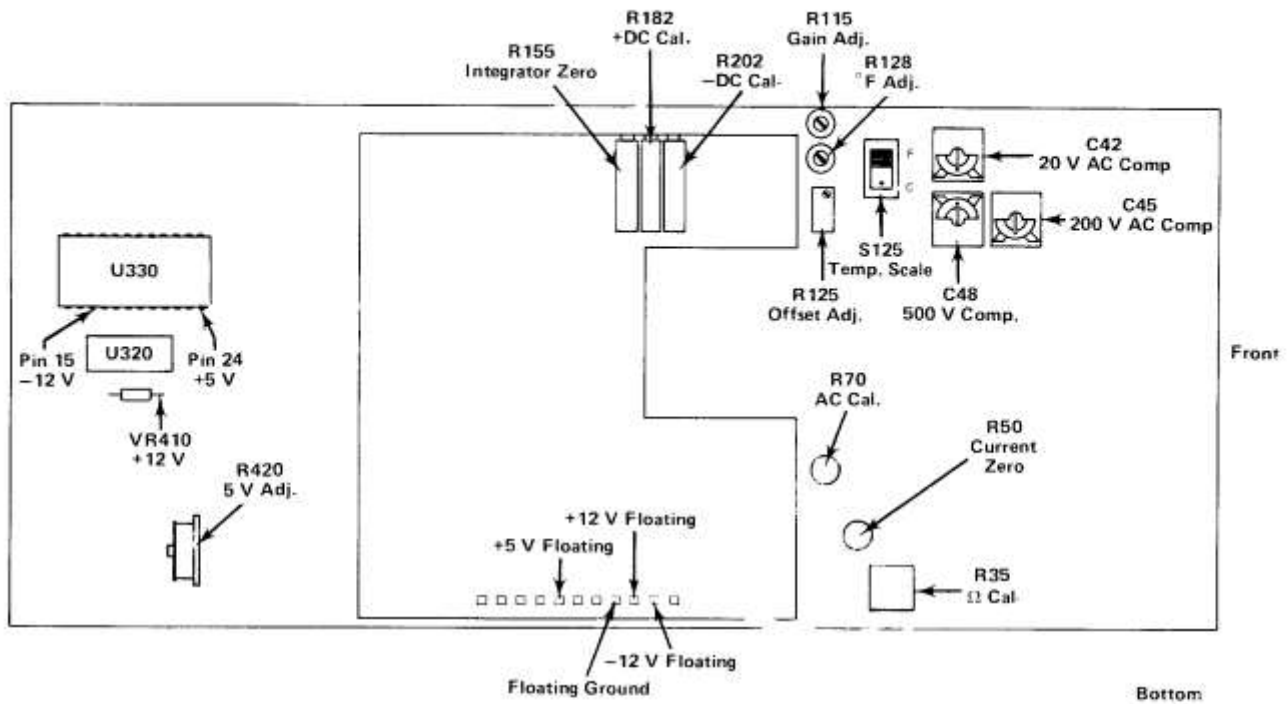 R182
+DC Cal.
R115
Gain Adj.
R155
Integrator Zero
R202
−DC Cal.
R128
°F Adj.
F
C
C42
20 V AC Comp
C45
200 V AC Comp
S125
Temp. Scale
R125
Offset Adj.
C48
500 V Comp.
U330
Pin 15
−12 V
U320
Pin 24
+5 V
Front
VR410
+12 V
R420
5 V Adj.
R70
AC Cal.
R50
Current
Zero
+12 V Floating
+5 V Floating
R35
Ω Cal
−12 V Floating
Floating Ground
Bottom